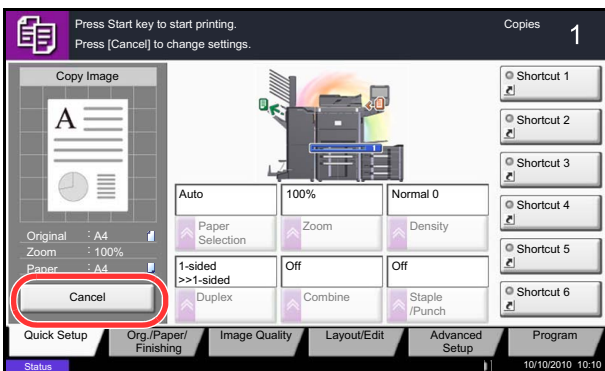 Press Start key to start printing.
Press [Cancel] to change settings.
Copies
1
Copy Image
A
Original : A4
Zoom : 100%
Paper : A4
Cancel
1
Auto
Paper
Selection
100%
Zoom
Normal 0
Density
1-sided
>>1-sided
Duplex
Off
Combine
Off
Staple
/Punch
Shortcut 1
Shortcut 2
Shortcut 3
Shortcut 4
Shortcut 5
Shortcut 6
Quick Setup
Org./Paper/
Finishing
Image Quality
Layout/Edit
Advanced
Setup
Program
Status
10/10/2010 10:10